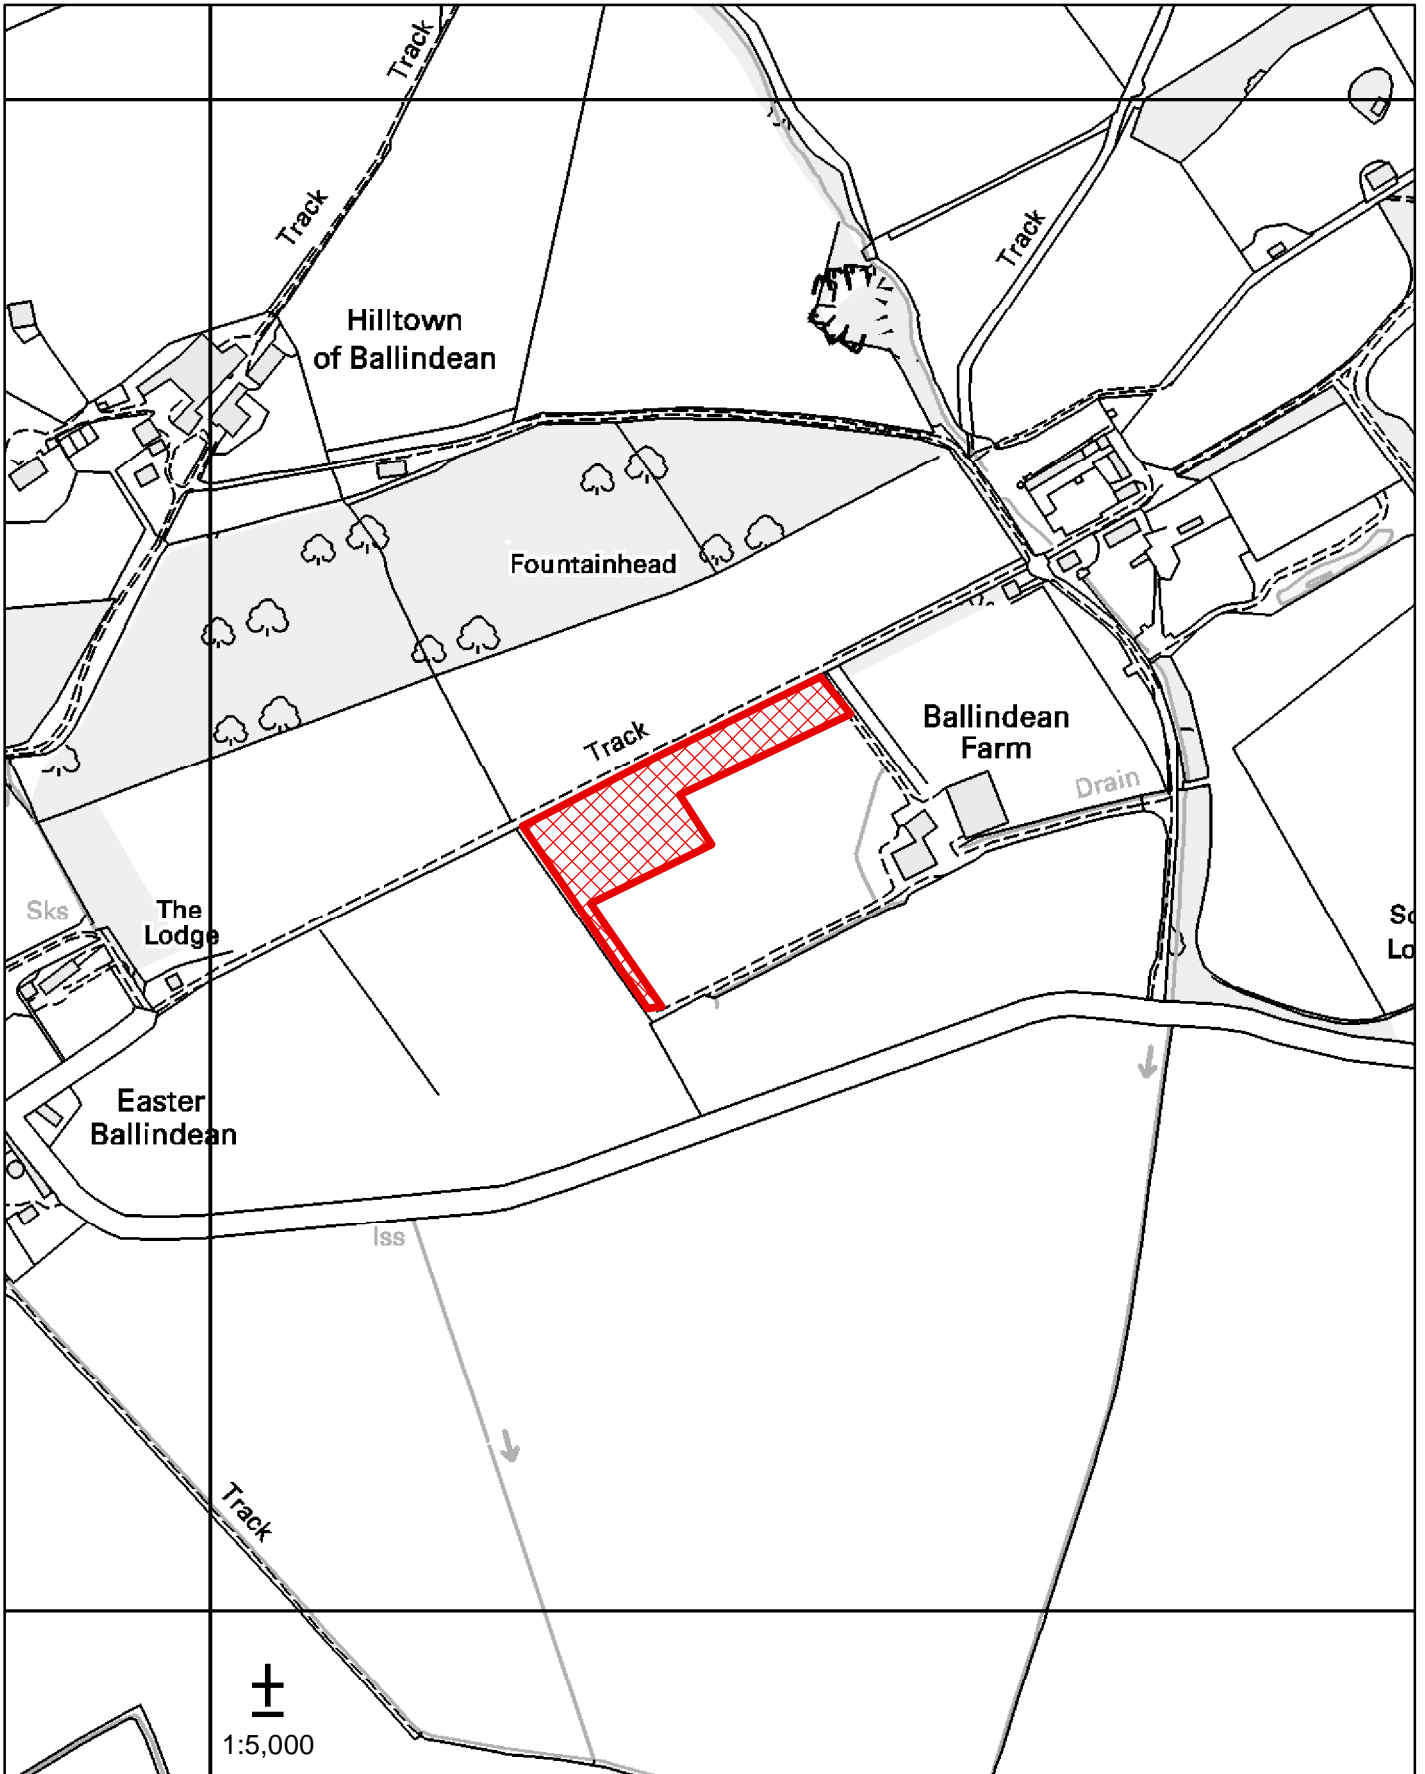 Track
Track
Track
Hilltown
of Ballindean
Fountainhead
Track
Ballindean
Farm
Drain
Sks
The
Lodge
Easter
Ballindean
Iss
Track
1:5,000